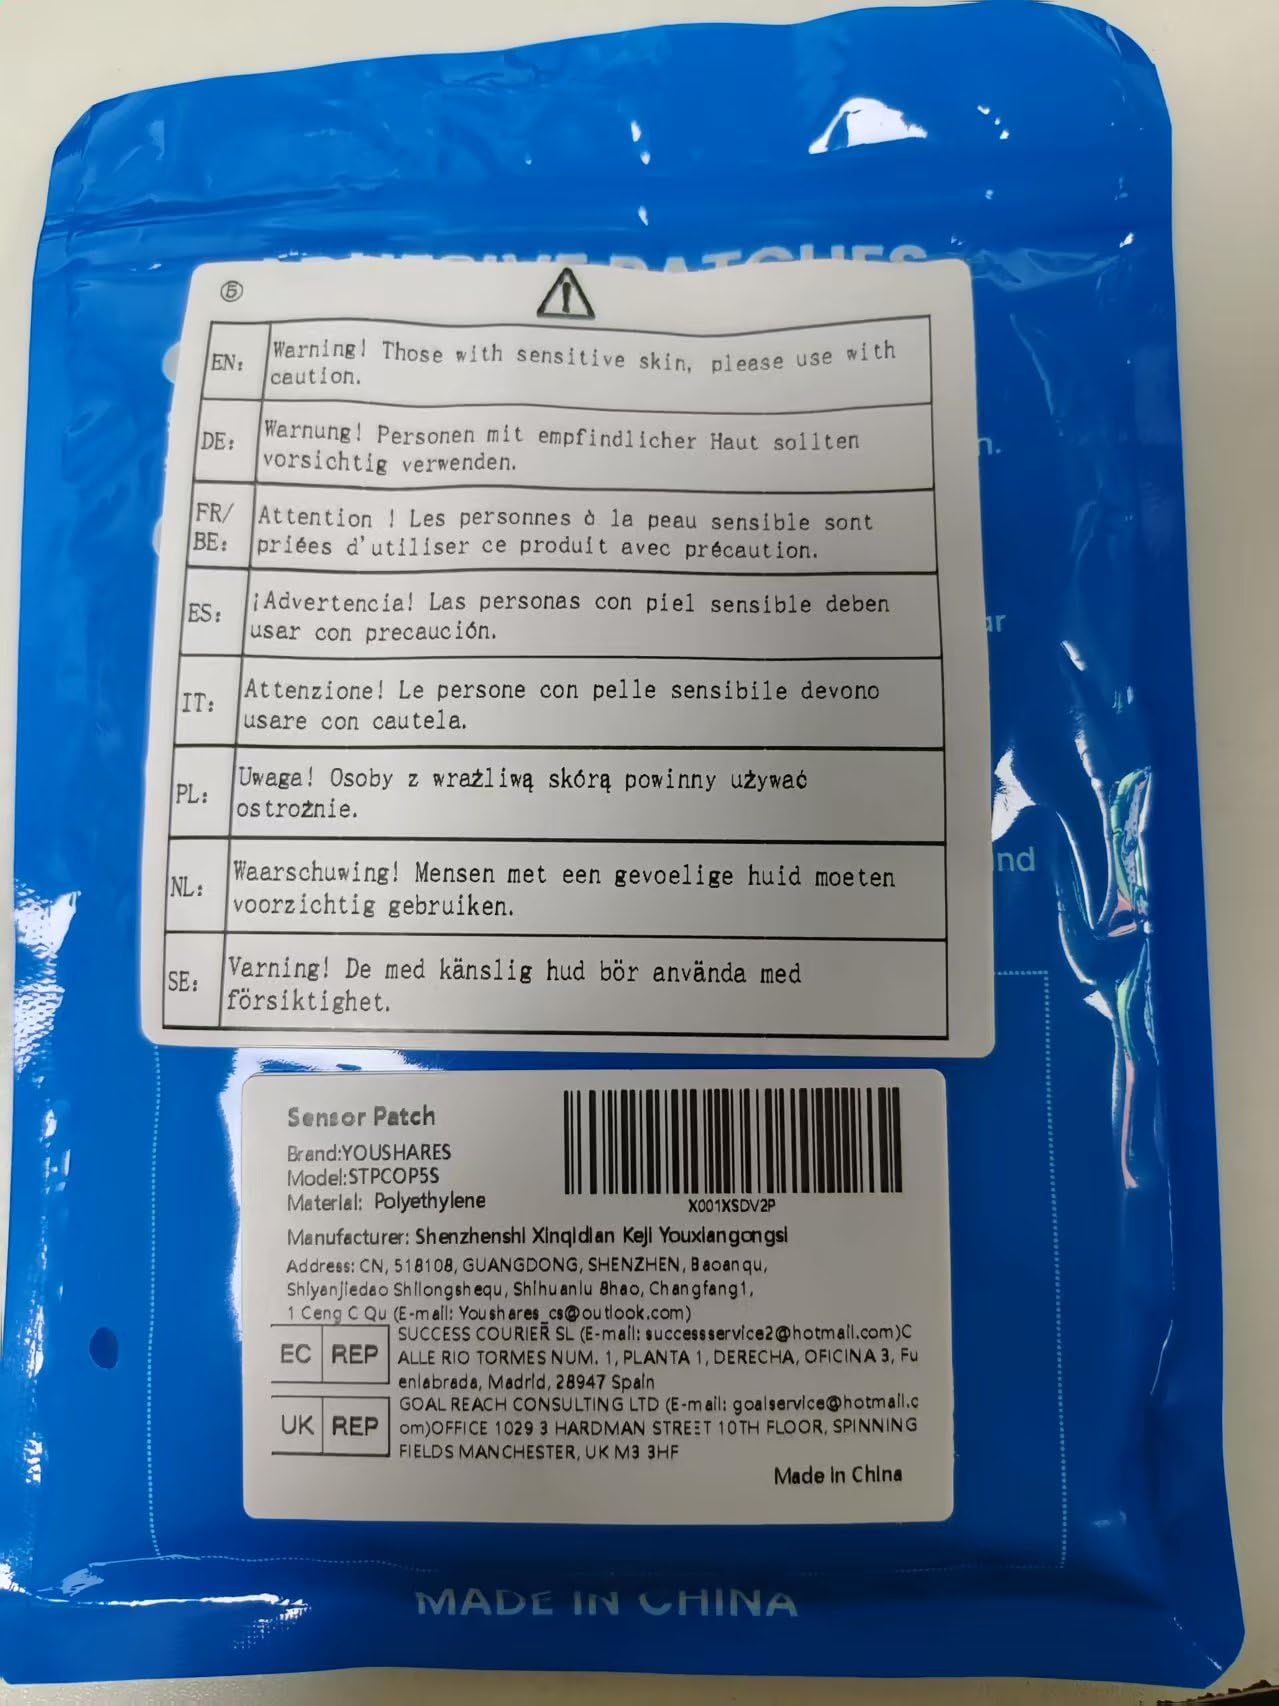 ADHESIVE PATCHES
⑤
EN: Warning! Those with sensitive skin, please use with
caution.
DE: Warnung! Personen mit empfindlicher Haut sollten
vorsichtig verwenden.
FR/ Attention ! Les personnes à la peau sensible sont
BE: priées d'utiliser ce produit avec précaution.
ES: ¡Advertencia! Las personas con piel sensible deben
usar con precaución.
IT: Attenzione! Le persone con pelle sensibile devono
usare con cautela.
PL: Uwaga! Osoby z wrażliwą skórą powinny używać
ostrożnie.
NL: Waarschuwing! Mensen met een gevoelige huid moeten
voorzichtig gebruiken.
SE: Varning! De med känslig hud bör använda med
försiktighet.
Sensor Patch
Brand:YOUSHARES
Model:STPCOP5S
Material: Polyethylene
X001XSDV2P
Manufacturer: Shenzhenshi Xinqidian Keji Youxiangongsi
Address: CN, 518108, GUANGDONG, SHENZHEN, Baoanqu,
Shiyanjiedao Shilongshequ, Shihuanlu 8hao, Changfang1,
1 Ceng C Qu (E-mail: Youshares_cs@outlook.com)
EC REP SUCCESS COURIER SL (E-mail: successservice2@hotmail.com)C
ALLE RIO TORMES NUM. 1, PLANTA 1, DERECHA, OFICINA 3, Fu
enlabrada, Madrid, 28947 Spain
UK REP GOAL REACH CONSULTING LTD (E-mail: goalservice@hotmail.c
om)OFFICE 1029 3 HARDMAN STREET 10TH FLOOR, SPINNING
FIELDS MANCHESTER, UK M3 3HF
Made in China
MADE IN CHINA